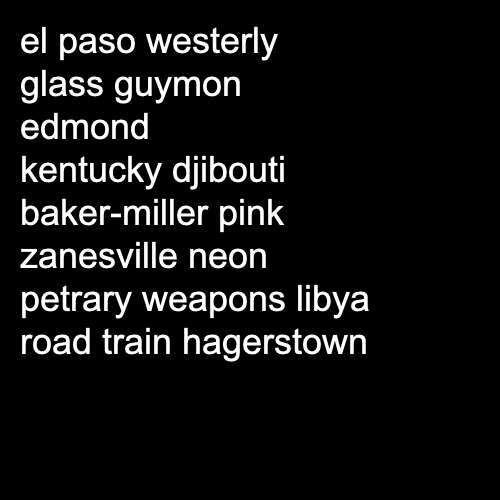 el paso westerly
glass guymon
edmond
kentucky djibouti
baker-miller pink
zanesville neon
petrary weapons libya
road train hagerstown